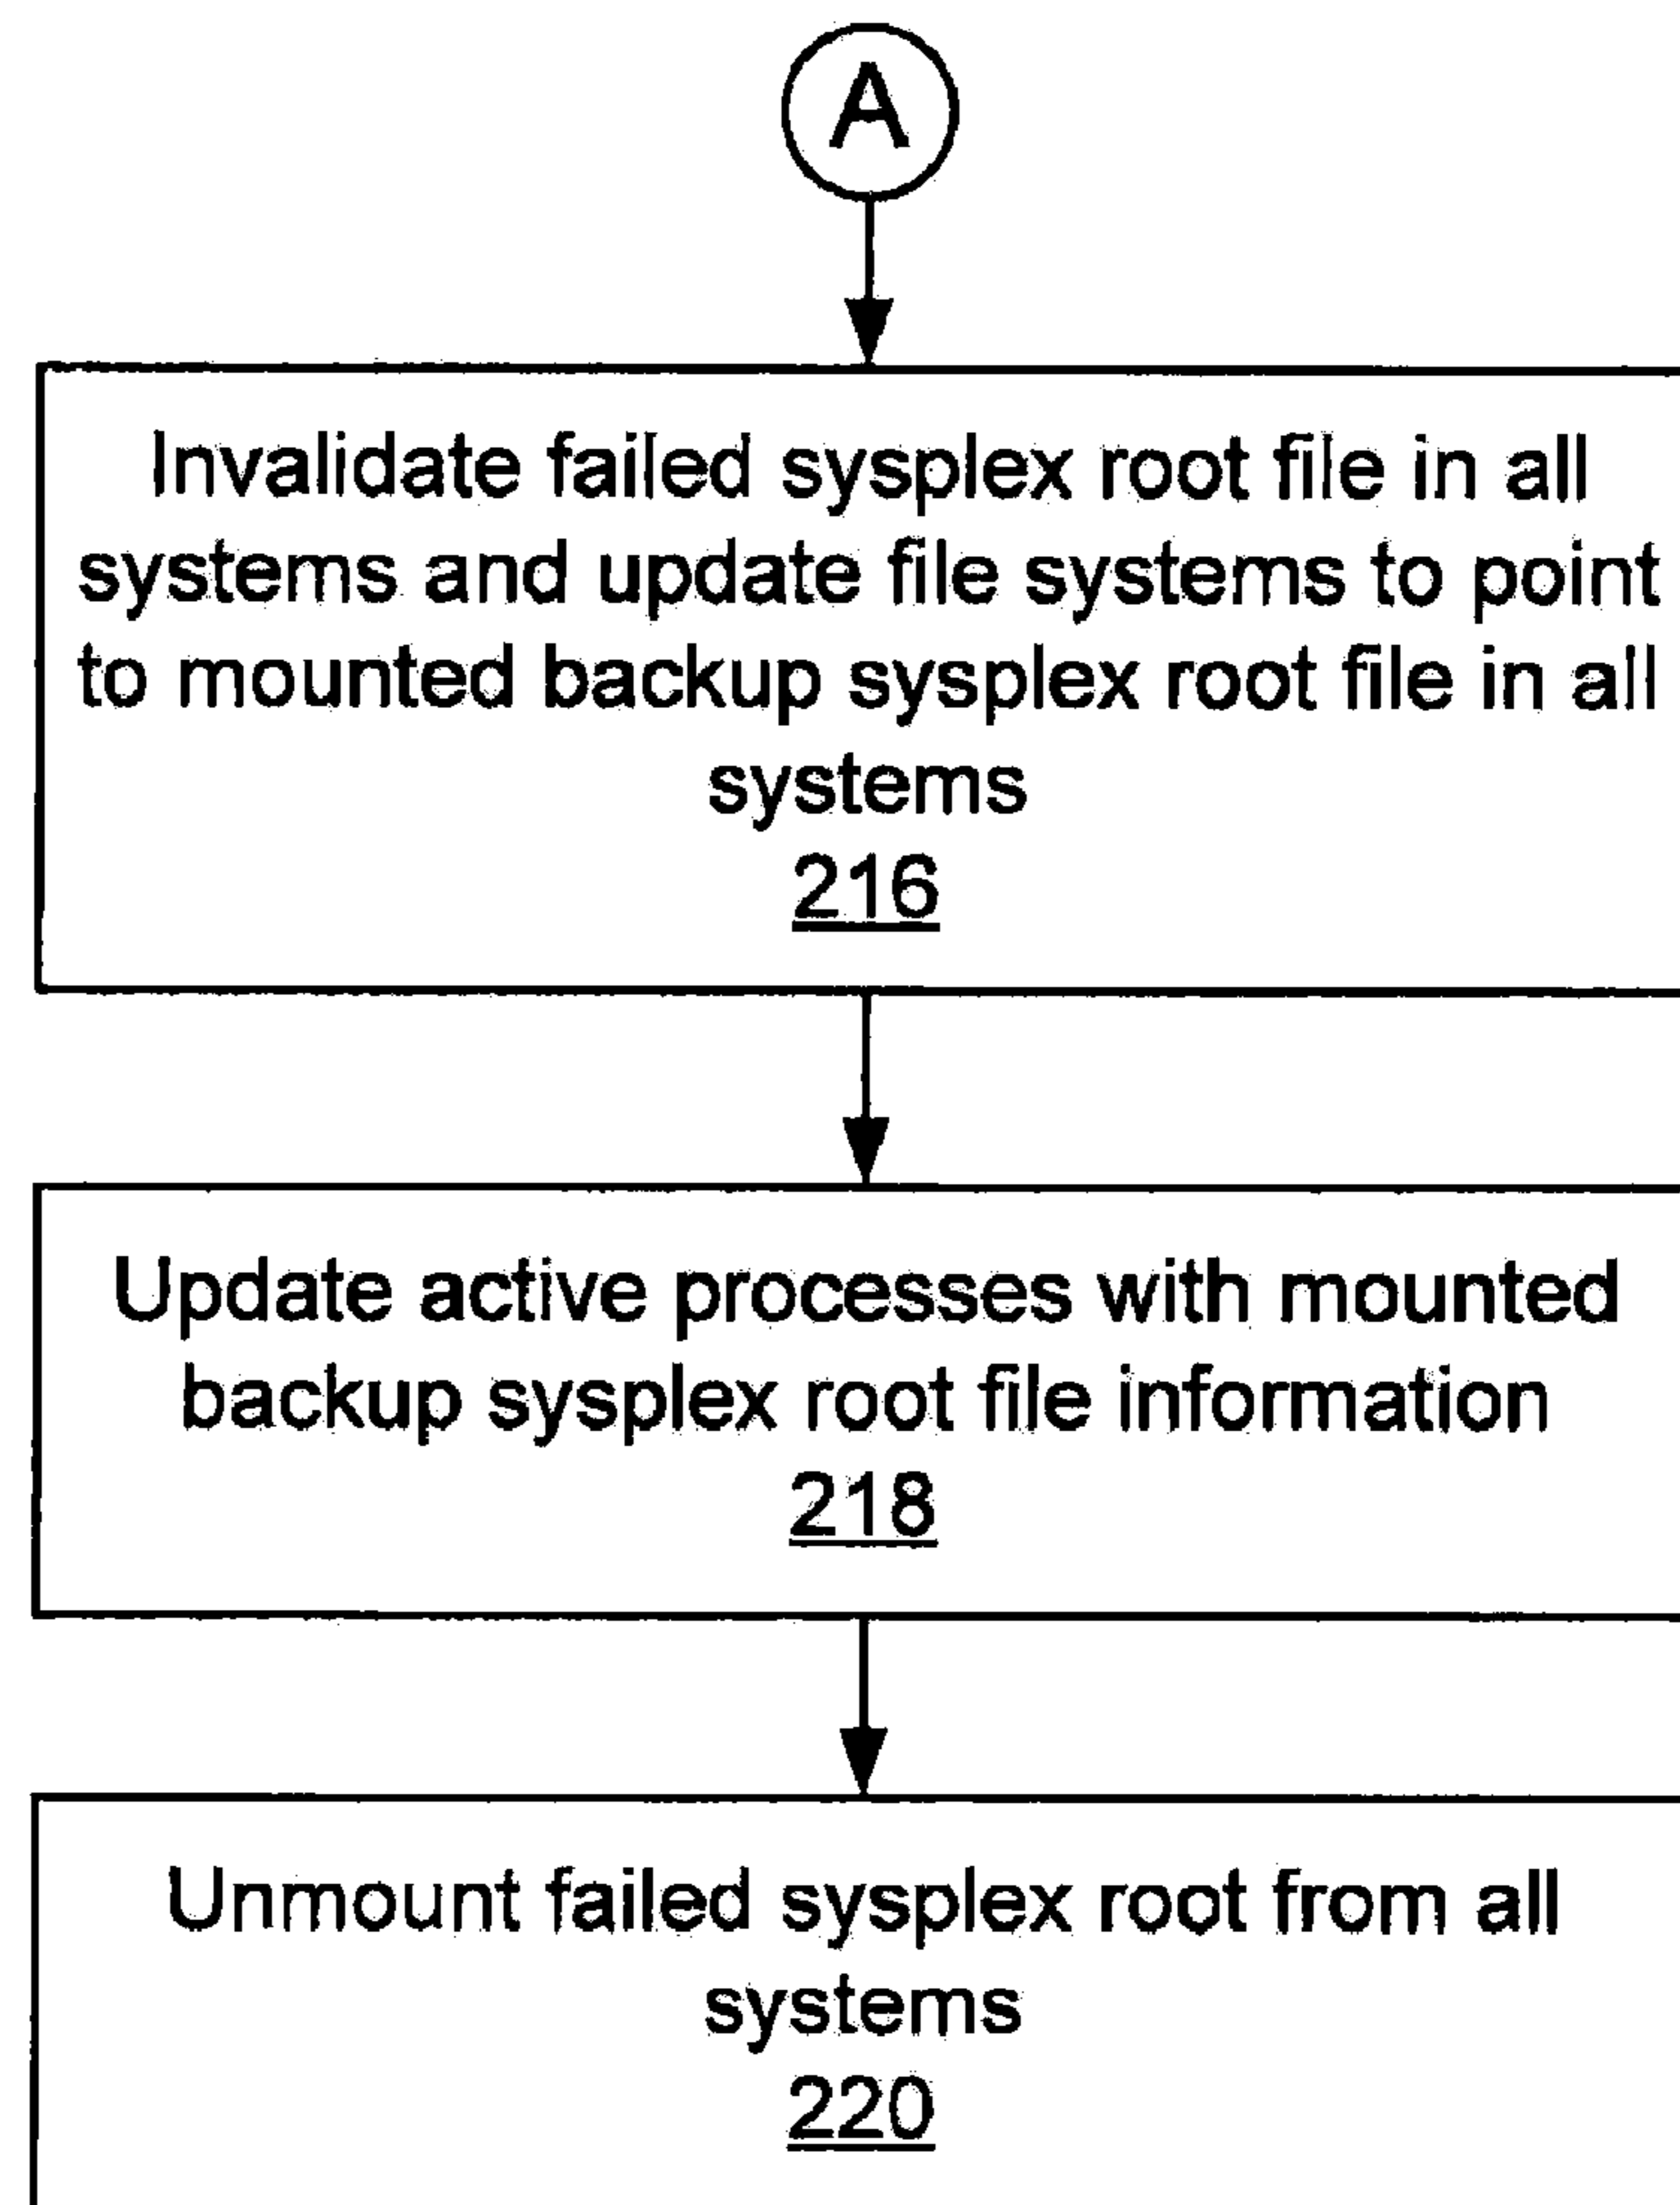 A
Invalidate failed sysplex root file in all
systems and update file systems to point
to mounted backup sysplex root file in all
systems
216
Update active processes with mounted
backup sysplex root file information
218
Unmount failed sysplex root from all
systems
220